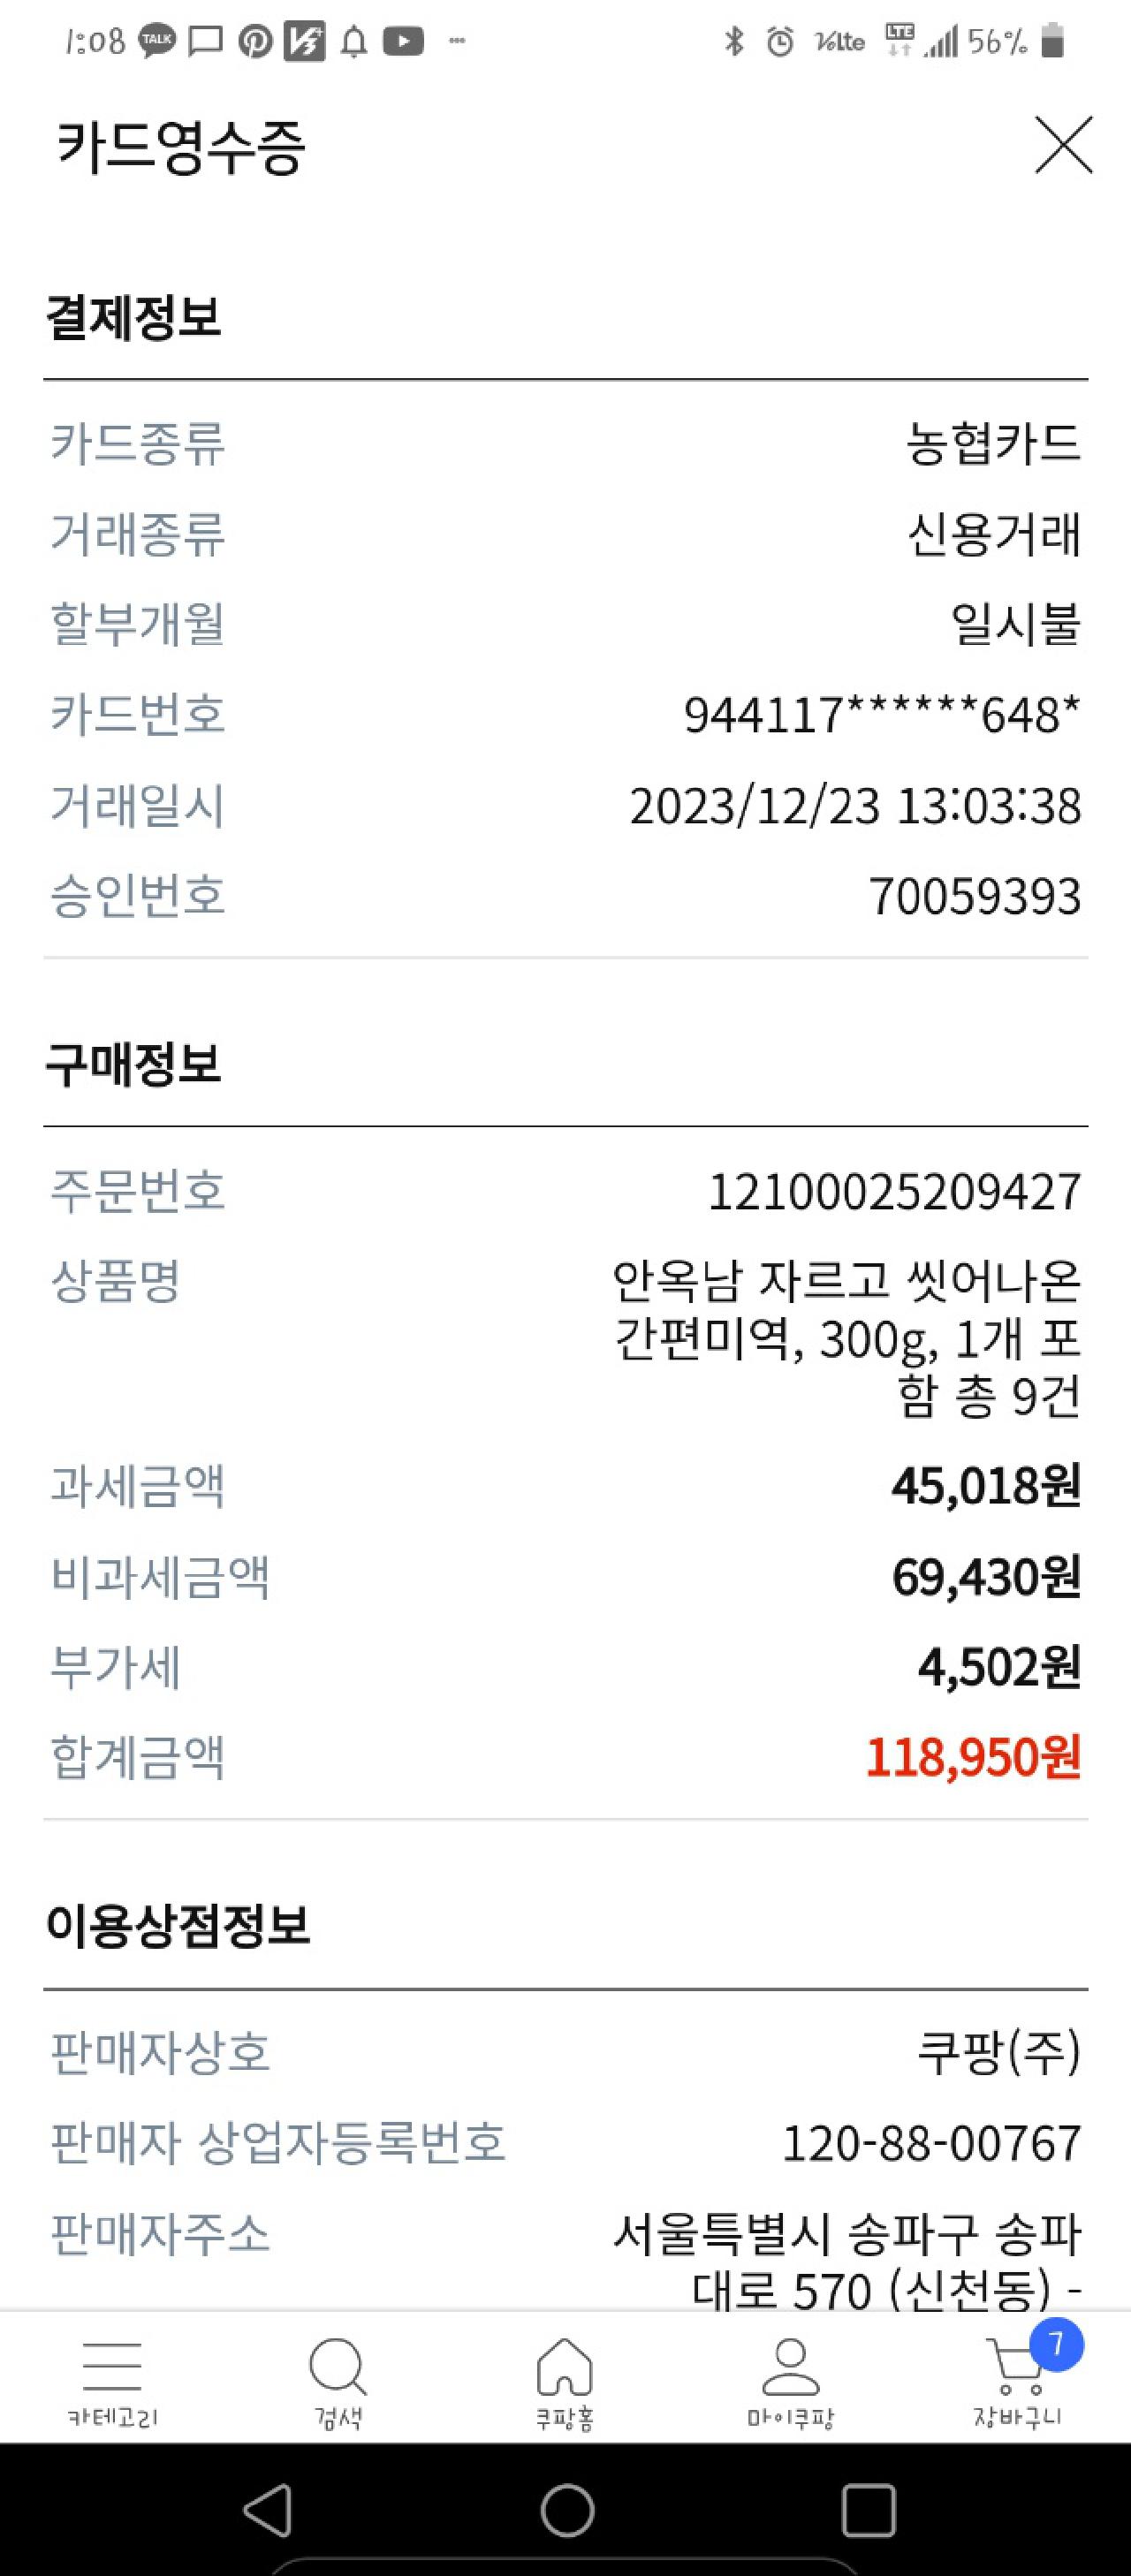 1:08 TALK V3+ ... VoLTE LTE 56%
카드영수증
결제정보
카드종류 농협카드
거래종류 신용거래
할부개월 일시불
카드번호 944117******648*
거래일시 2023/12/23 13:03:38
승인번호 70059393
구매정보
주문번호 12100025209427
상품명 안옥남 자르고 씻어나온
간편미역, 300g, 1개 포
함 총 9건
과세금액 45,018원
비과세금액 69,430원
부가세 4,502원
합계금액 118,950원
이용상점정보
판매자상호 쿠팡(주)
판매자 상업자등록번호 120-88-00767
판매자주소 서울특별시 송파구 송파
대로 570 (신천동) -
7
카테고리 검색 쿠팡홈 마이쿠팡 장바구니